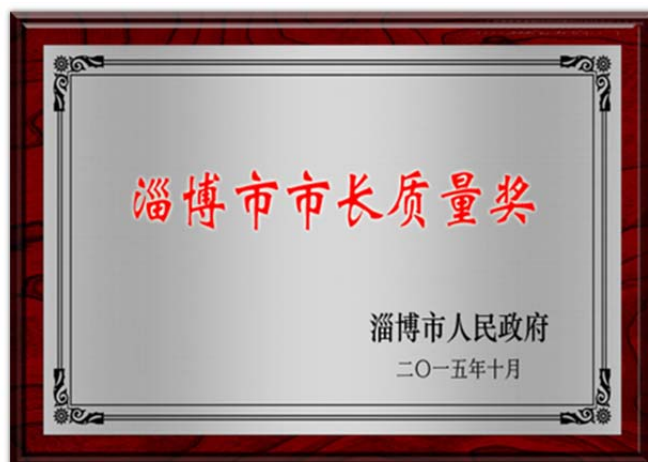 淄博市市长质量奖
淄博市人民政府
二〇一五年十月